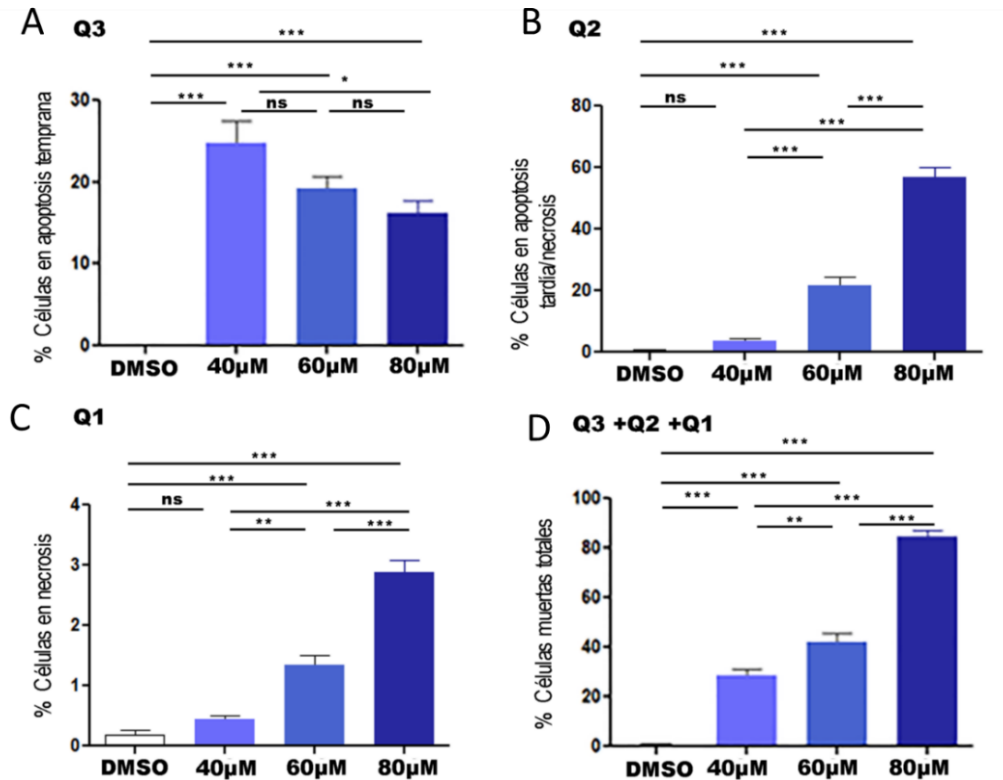 A Q3
***
***
*
***
ns
ns
% Células en apoptosis temprana
30
20
10
0
DMSO 40µM 60µM 80µM
B Q2
***
***
ns
***
***
***
% Células en apoptosis
tardía/necrosis
80
60
40
20
0
DMSO 40µM 60µM 80µM
C Q1
***
***
ns
***
**
***
% Células en necrosis
4
3
2
1
0
DMSO 40µM 60µM 80µM
D Q3 +Q2 +Q1
***
***
***
***
**
***
% Células muertas totales
100
80
60
40
20
0
DMSO 40µM 60µM 80µM